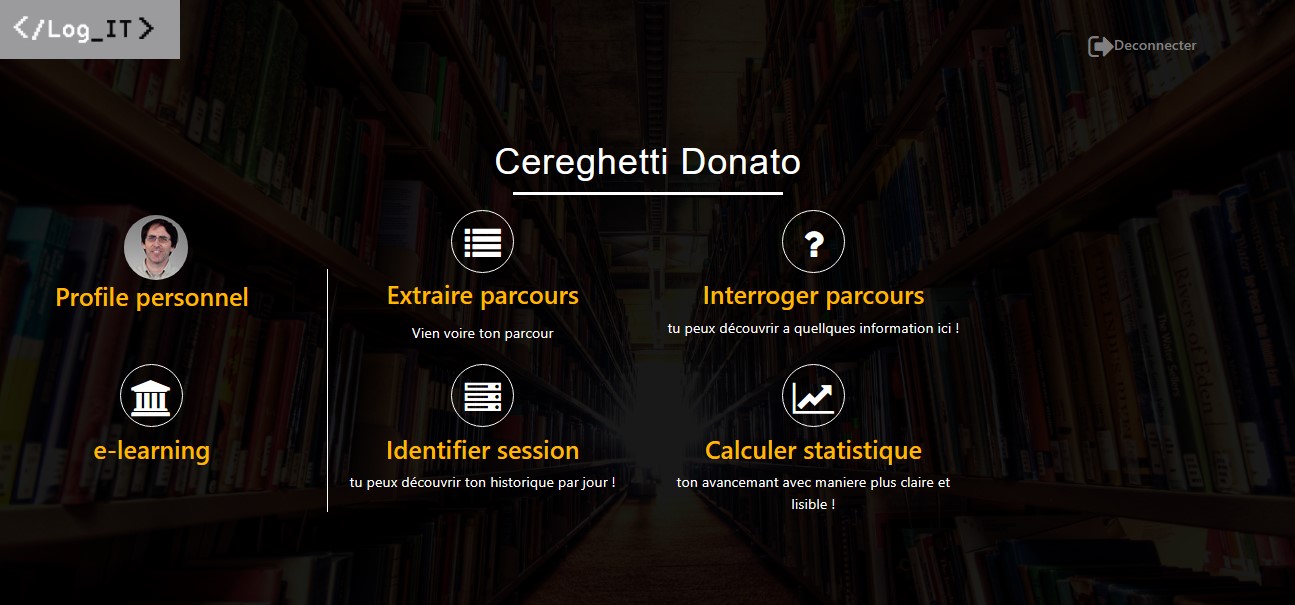 </Log_IT >
Deconnecter
Cereghetti Donato
Profile personnel
Extraire parcours
Vien voire ton parcour
Interroger parcours
tu peux découvrir a quellques information ici !
e-learning
Identifier session
tu peux découvrir ton historique par jour !
Calculer statistique
ton avancemant avec maniere plus claire et
lisible !